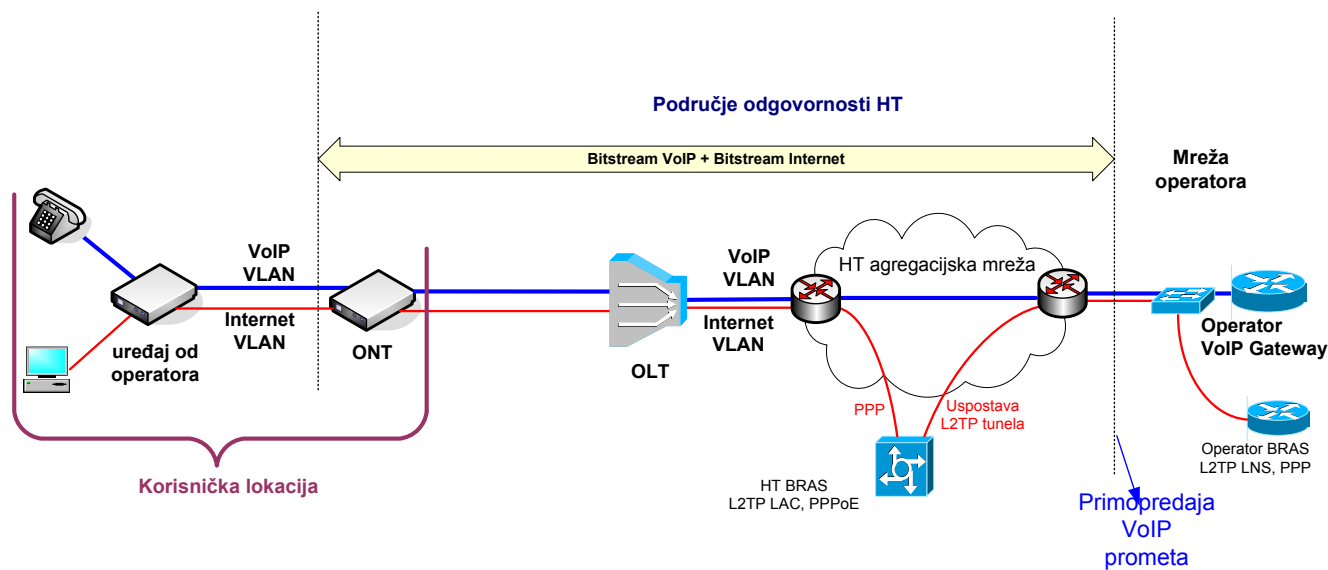 Područje odgovornosti HT
Bitstream VoIP + Bitstream Internet
Mreža
operatora
VoIP
VLAN
Internet
VLAN
uređaj od
operatora
ONT
OLT
VoIP
VLAN
Internet
VLAN
HT agregacijska mreža
Operator
VoIP Gateway
PPP
Uspostava
L2TP tunela
HT BRAS
L2TP LAC, PPPoE
Operator BRAS
L2TP LNS, PPP
Korisnička lokacija
Primopredaja
VoIP
prometa